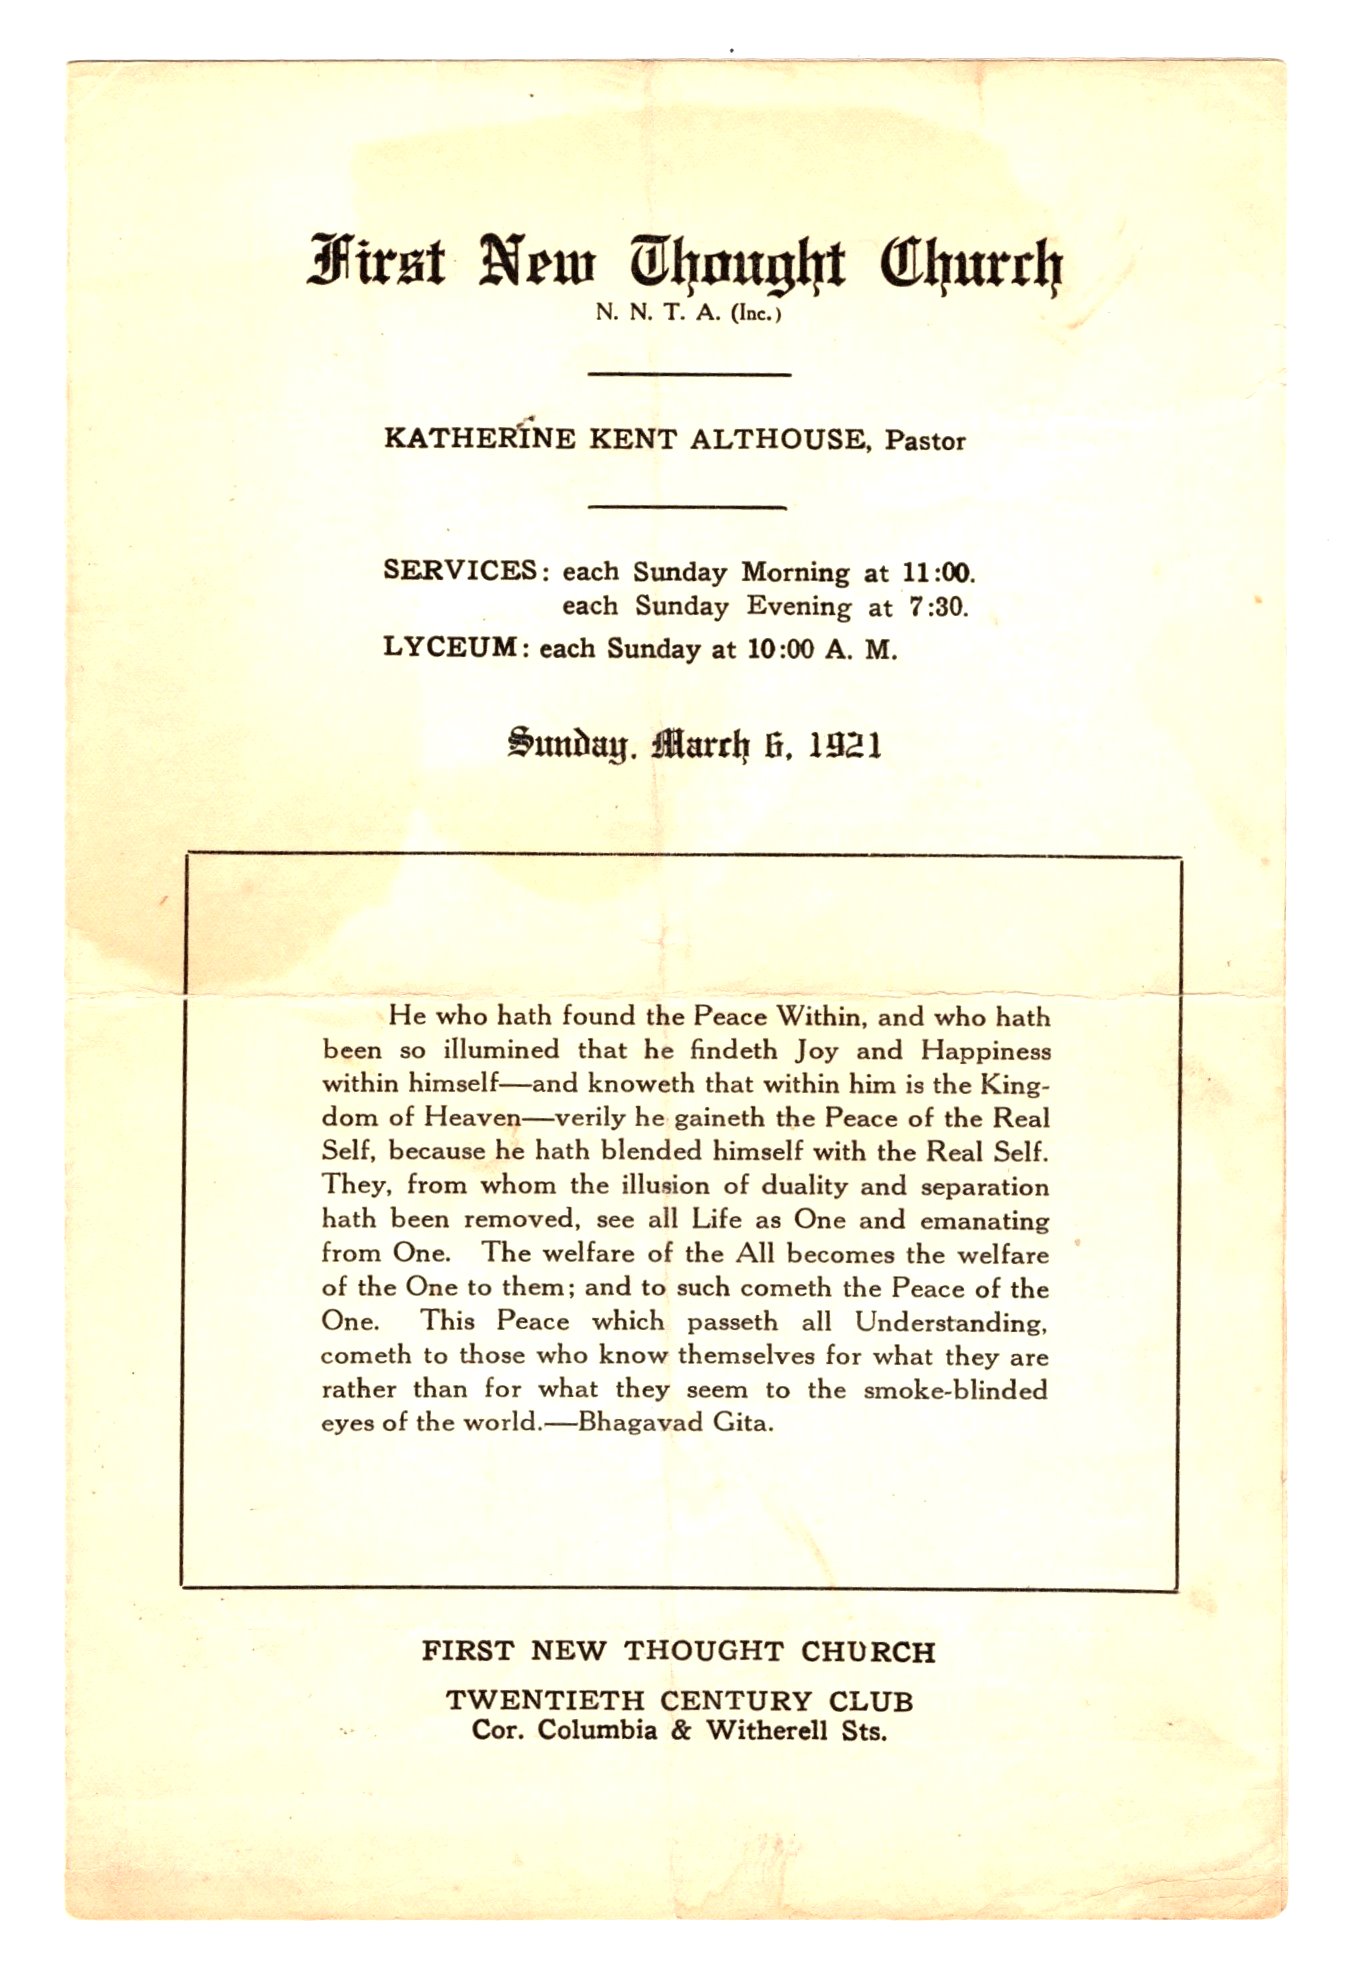 First New Thought Church
N. N. T. A. (Inc.)
KATHERINE KENT ALTHOUSE, Pastor
SERVICES: each Sunday Morning at 11:00.
each Sunday Evening at 7:30.
LYCEUM: each Sunday at 10:00 A. M.
Sunday, March 6, 1921
He who hath found the Peace Within, and who hath
been so illumined that he findeth Joy and Happiness
within himself—and knoweth that within him is the King-
dom of Heaven—verily he gaineth the Peace of the Real
Self, because he hath blended himself with the Real Self.
They, from whom the illusion of duality and separation
hath been removed, see all Life as One and emanating
from One. The welfare of the All becomes the welfare
of the One to them; and to such cometh the Peace of the
One. This Peace which passeth all Understanding,
cometh to those who know themselves for what they are
rather than for what they seem to the smoke-blinded
eyes of the world.—Bhagavad Gita.
FIRST NEW THOUGHT CHURCH
TWENTIETH CENTURY CLUB
Cor. Columbia & Witherell Sts.